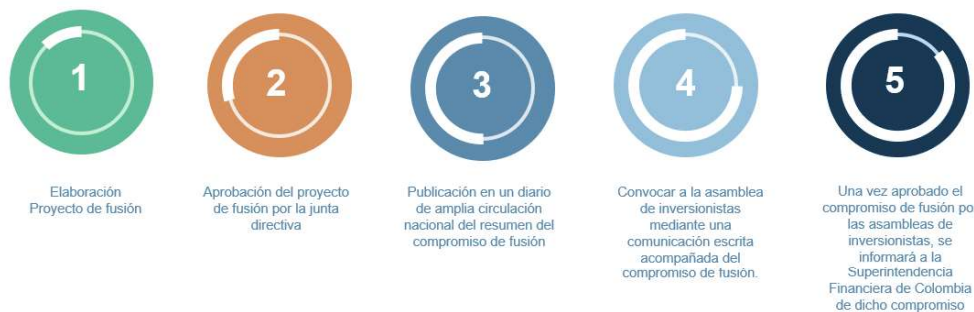 1
Elaboración
Proyecto de fusión
2
Aprobación del proyecto
de fusión por la junta
directiva
3
Publicación en un diario
de amplia circulación
nacional del resumen del
compromiso de fusión
4
Convocar a la asamblea
de inversionistas
mediante una
comunicación escrita
acompañada del
compromiso de fusión.
5
Una vez aprobado el
compromiso de fusión po
las asambleas de
inversionistas, se
informará a la
Superintendencia
Financiera de Colombia
de dicho compromiso